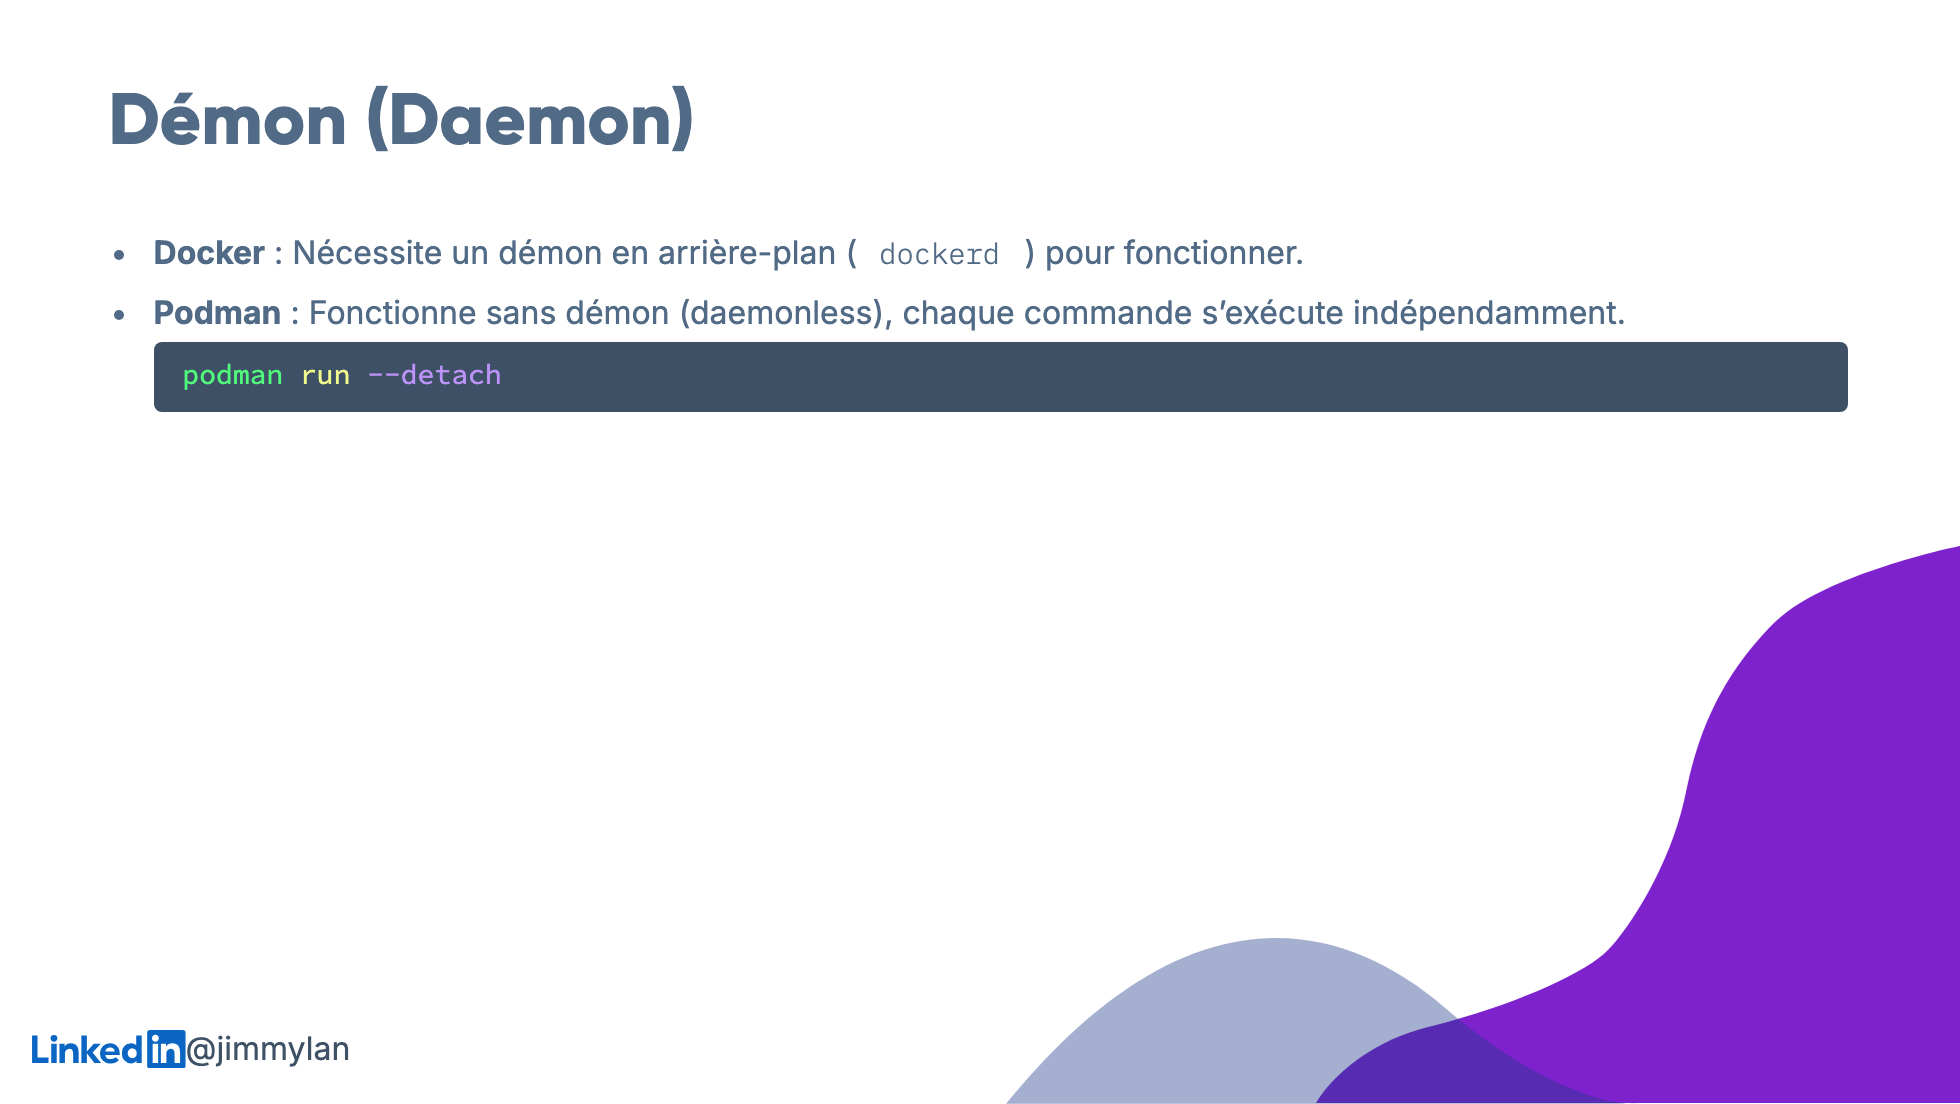 Démon (Daemon)
• Docker : Nécessite un démon en arrière-plan ( dockerd ) pour fonctionner.
• Podman : Fonctionne sans démon (daemonless), chaque commande s’exécute indépendamment.
podman run --detach
Linkedin@jimmylan